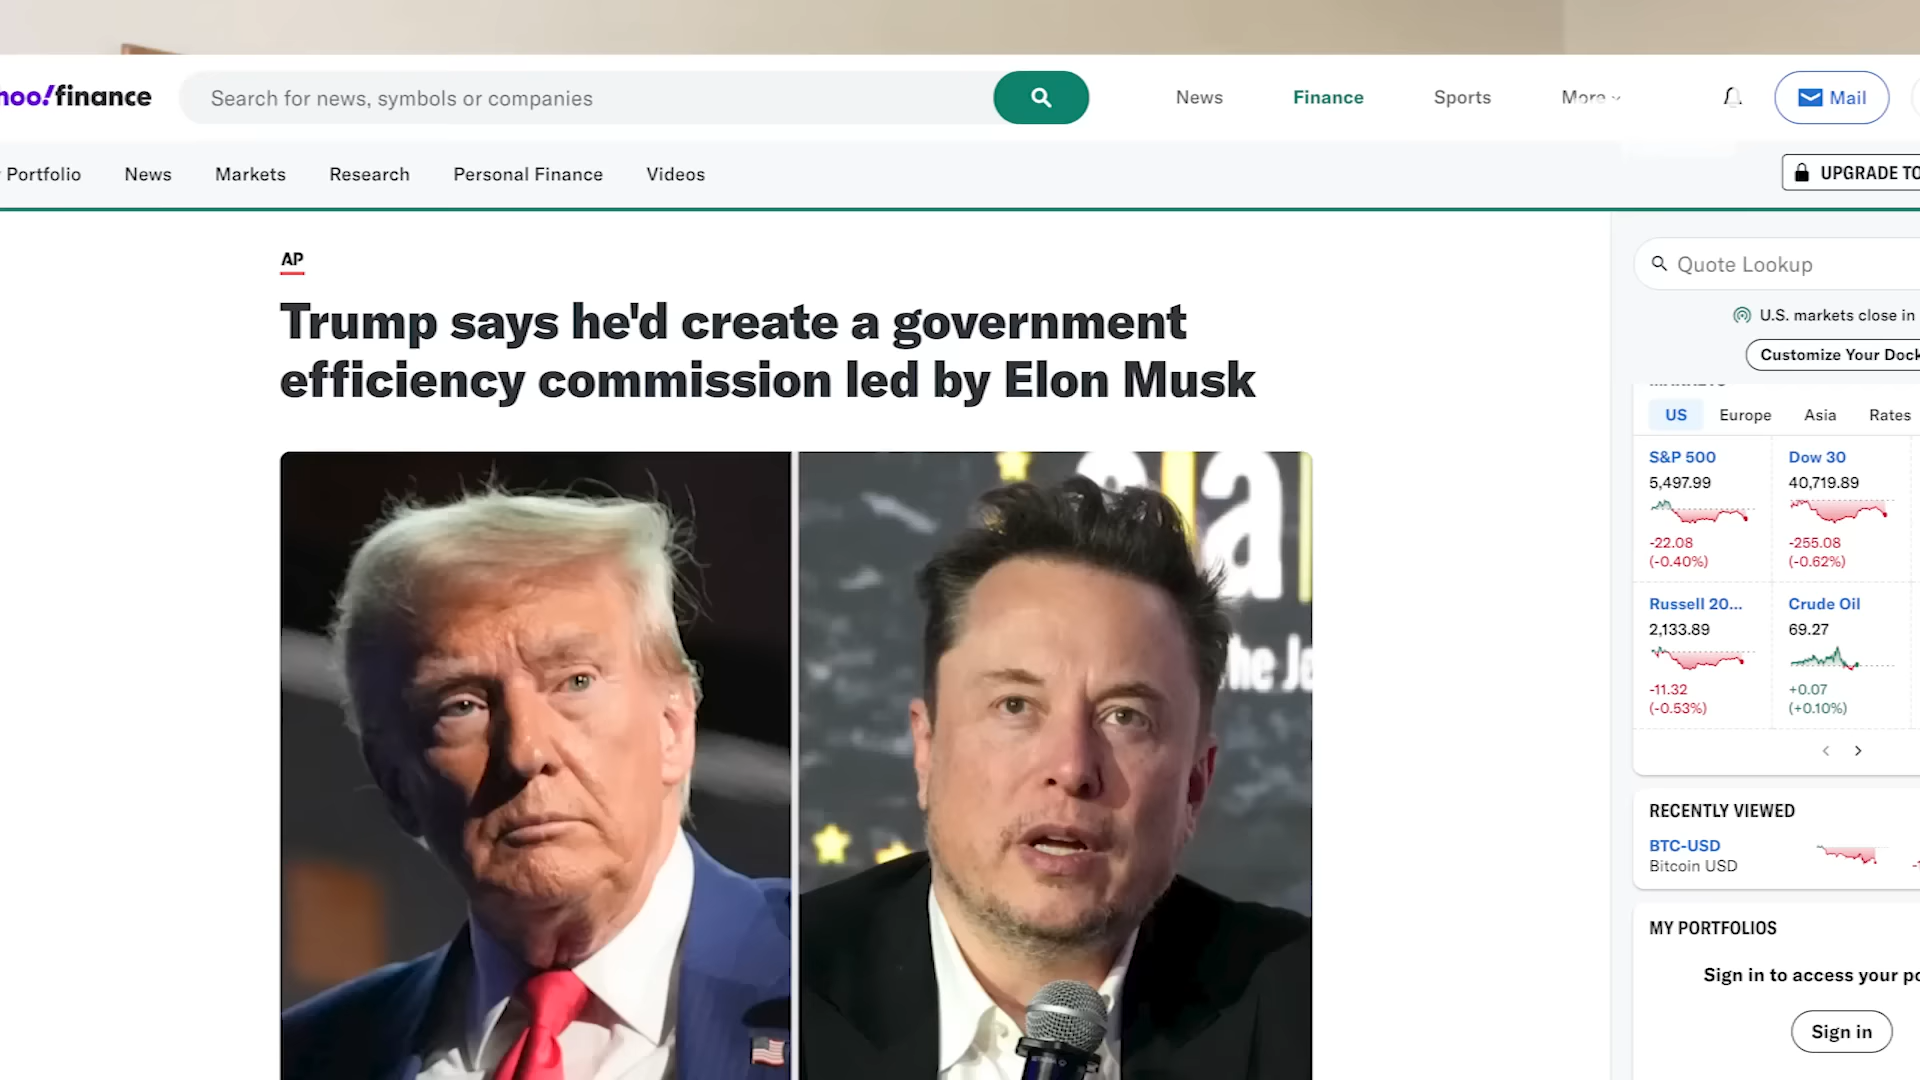 hoo!finance
Search for news, symbols or companies
News
Finance
Sports
More
Mail
Portfolio
News
Markets
Research
Personal Finance
Videos
UPGRADE TO
AP
Trump says he'd create a government
efficiency commission led by Elon Musk
Quote Lookup
U.S. markets close in
Customize Your Dock
US
Europe
Asia
Rates
S&P 500
5,497.99
-22.08
(-0.40%)
Dow 30
40,719.89
-255.08
(-0.62%)
Russell 20...
2,133.89
-11.32
(-0.53%)
Crude Oil
69.27
+0.07
(+0.10%)
RECENTLY VIEWED
BTC-USD
Bitcoin USD
MY PORTFOLIOS
Sign in to access your po
Sign in